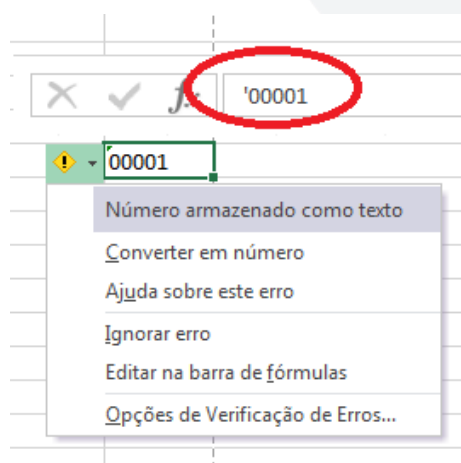 fx '00001
00001
Número armazenado como texto
Converter em número
Ajuda sobre este erro
Ignorar erro
Editar na barra de fórmulas
Opções de Verificação de Erros...